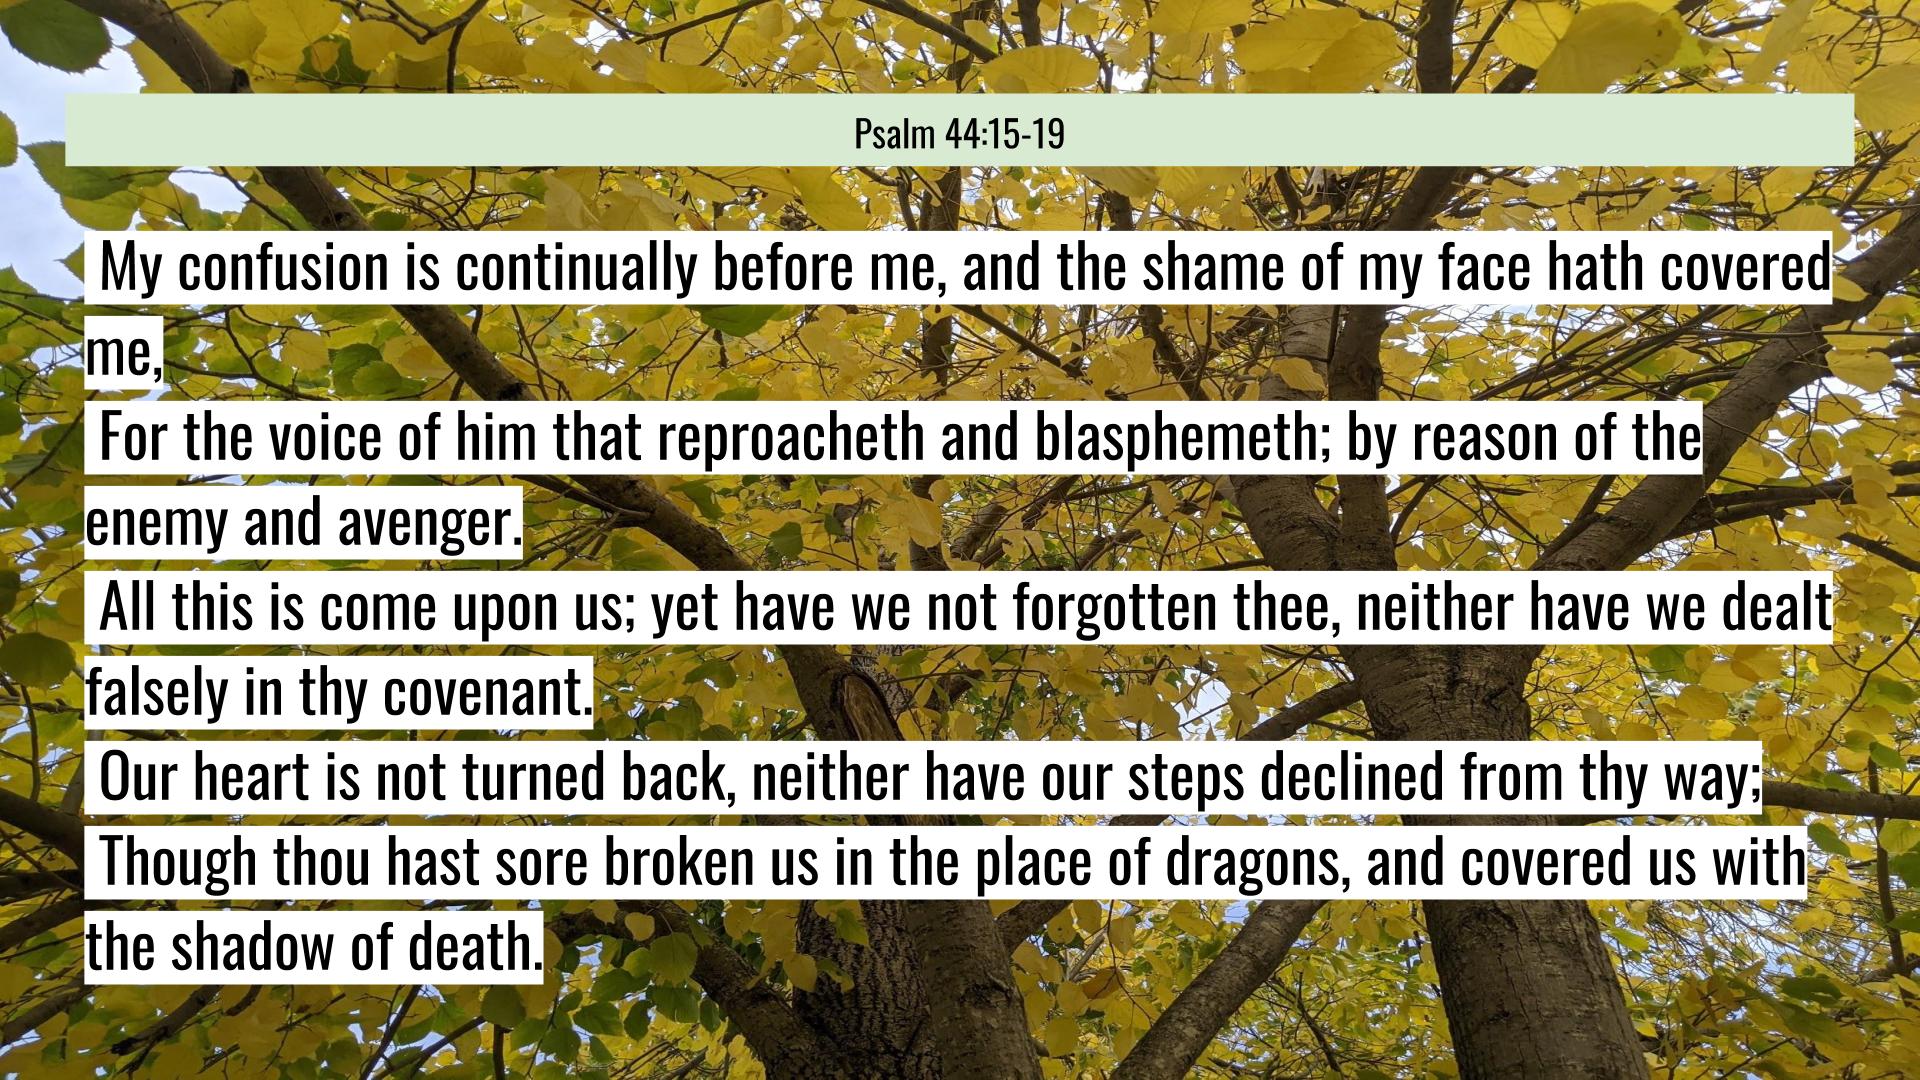 Psalm 44:15-19
My confusion is continually before me, and the shame of my face hath covered
me,
For the voice of him that reproacheth and blasphemeth; by reason of the
enemy and avenger.
All this is come upon us; yet have we not forgotten thee, neither have we dealt
falsely in thy covenant.
Our heart is not turned back, neither have our steps declined from thy way;
Though thou hast sore broken us in the place of dragons, and covered us with
the shadow of death.